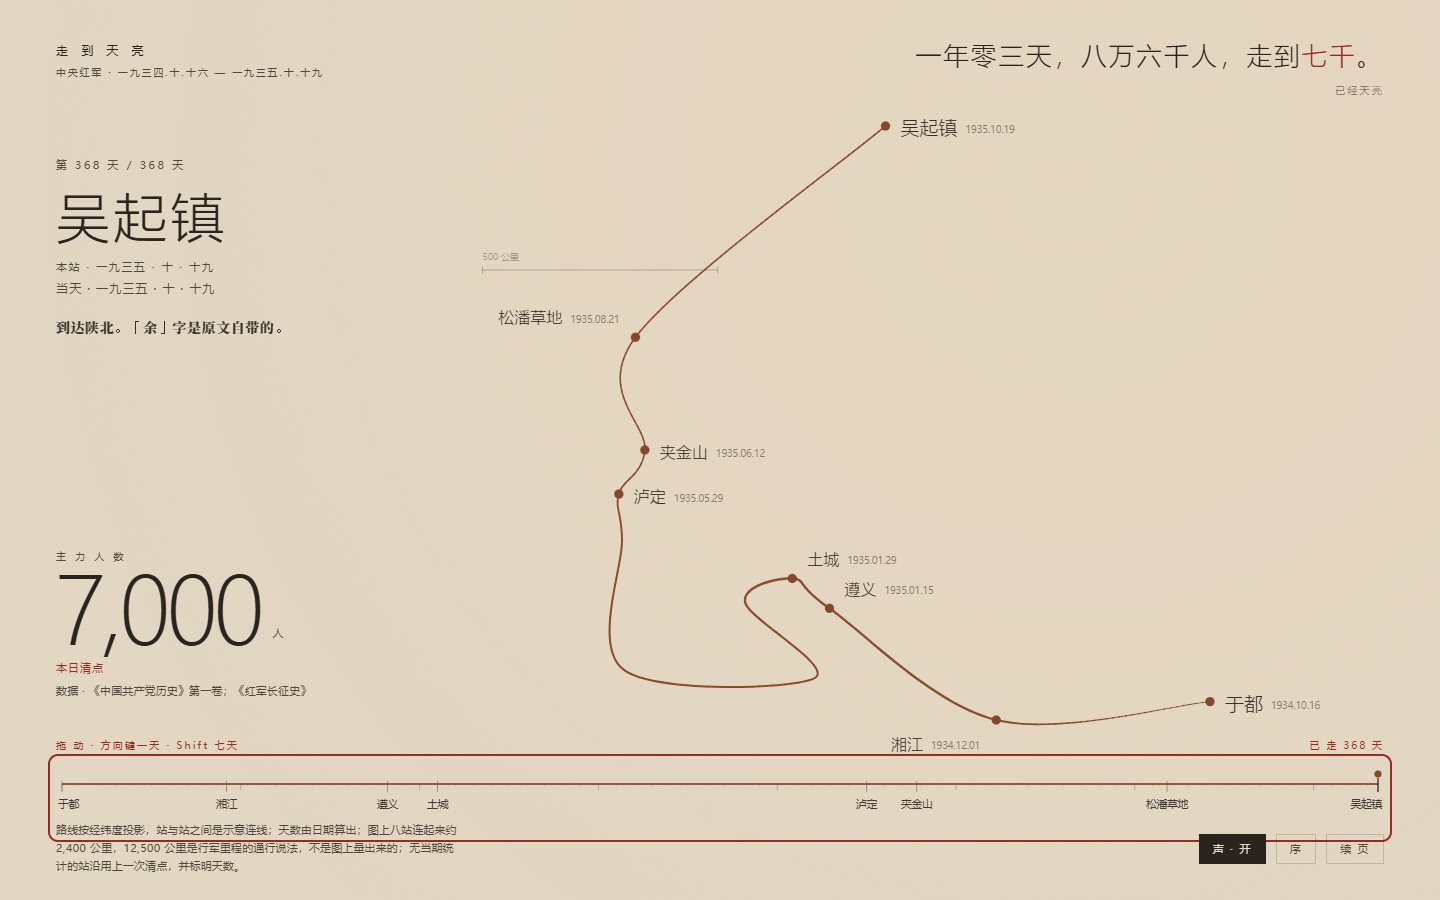 走到天亮
中央红军 · 一九三四.十.十六 — 一九三五.十.十九
一年零三天，八万六千人，走到七千。
已经天亮
第 368 天 / 368 天
吴起镇
本站 · 一九三五 · 十 · 十九
当天 · 一九三五 · 十 · 十九
到达陕北。「余」字是原文自带的。
吴起镇 1935.10.19
500 公里
松潘草地 1935.08.21
夹金山 1935.06.12
泸定 1935.05.29
土城 1935.01.29
遵义 1935.01.15
于都 1934.10.16
湘江 1934.12.01
主力人数
7,000 人
本日清点
数据 · 《中国共产党历史》第一卷；《红军长征史》
拖动 · 方向键一天 · Shift 七天
已走 368 天
于都 湘江 遵义 土城 泸定 夹金山 松潘草地 吴起镇
路线按经纬度投影，站与站之间是示意连线；天数由日期算出；图上八站连起来约
2,400 公里，12,500 公里是行军里程的通行说法，不是图上量出来的；无当期统
计的站沿用上一次清点，并标明天数。
声 · 开 序 续页